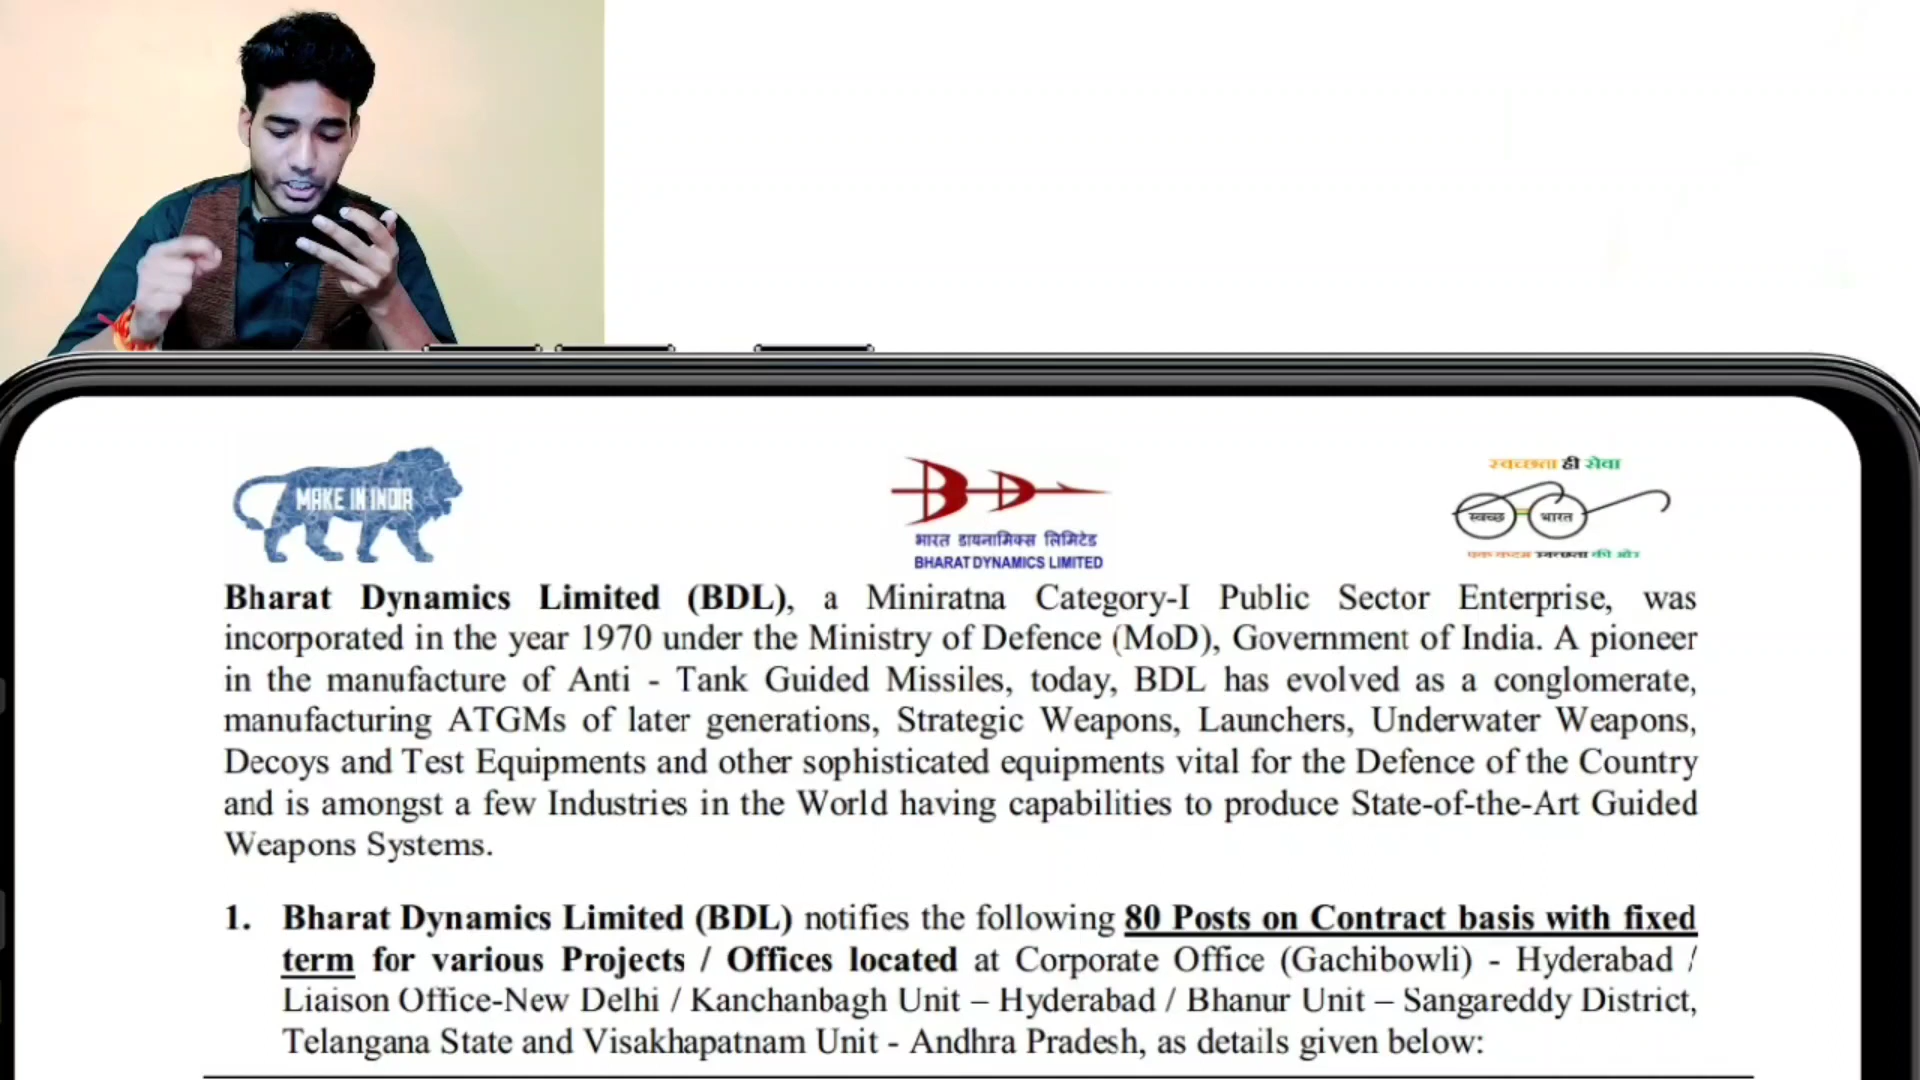 MAKE IN INDIA
भारत डायनामिक्स लिमिटेड
BHARAT DYNAMICS LIMITED
स्वच्छता ही सेवा
स्वच्छ भारत
एक कदम स्वच्छता की ओर
Bharat Dynamics Limited (BDL), a Miniratna Category-I Public Sector Enterprise, was
incorporated in the year 1970 under the Ministry of Defence (MoD), Government of India. A pioneer
in the manufacture of Anti - Tank Guided Missiles, today, BDL has evolved as a conglomerate,
manufacturing ATGMs of later generations, Strategic Weapons, Launchers, Underwater Weapons,
Decoys and Test Equipments and other sophisticated equipments vital for the Defence of the Country
and is amongst a few Industries in the World having capabilities to produce State-of-the-Art Guided
Weapons Systems.
1. Bharat Dynamics Limited (BDL) notifies the following 80 Posts on Contract basis with fixed
term for various Projects / Offices located at Corporate Office (Gachibowli) - Hyderabad /
Liaison Office-New Delhi / Kanchanbagh Unit – Hyderabad / Bhanur Unit – Sangareddy District,
Telangana State and Visakhapatnam Unit - Andhra Pradesh, as details given below: